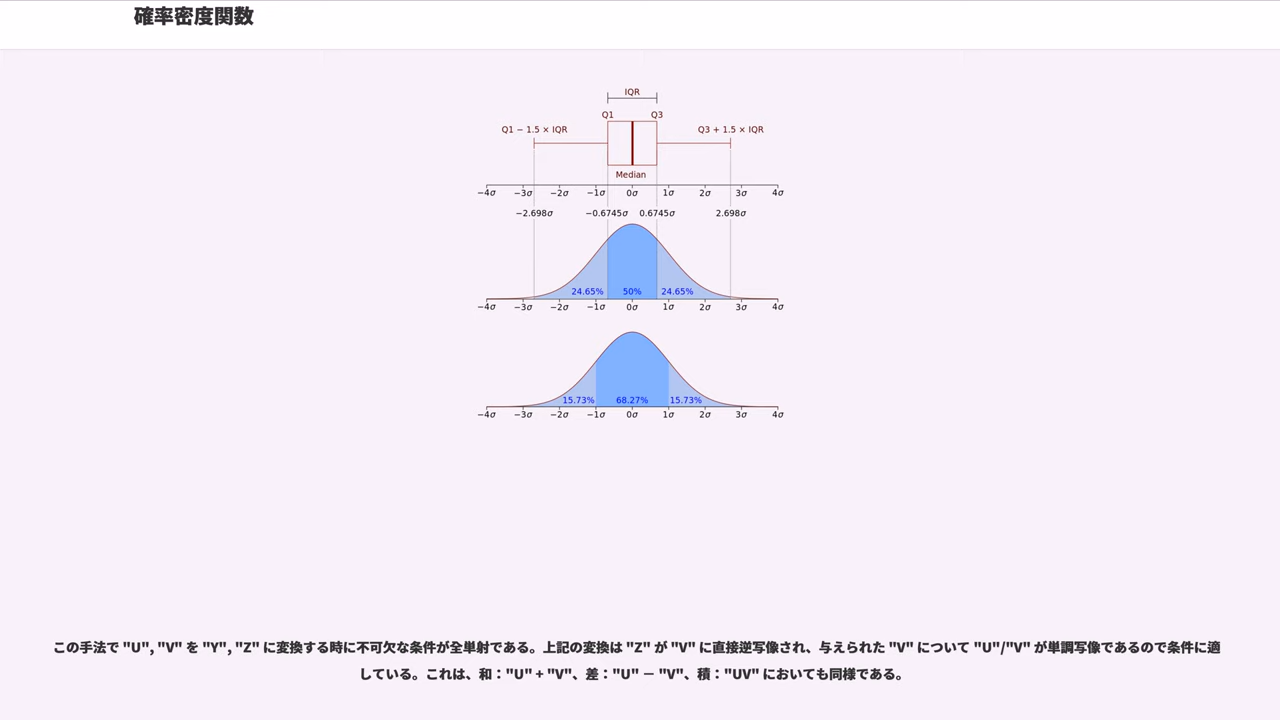 確率密度関数
IQR
Q1 Q3
Q1 − 1.5 × IQR Q3 + 1.5 × IQR
Median
−4σ −3σ −2σ −1σ 0σ 1σ 2σ 3σ 4σ
−2.698σ −0.6745σ 0.6745σ 2.698σ
24.65% 50% 24.65%
−4σ −3σ −2σ −1σ 0σ 1σ 2σ 3σ 4σ
15.73% 68.27% 15.73%
−4σ −3σ −2σ −1σ 0σ 1σ 2σ 3σ 4σ
この手法で "U", "V" を "Y", "Z" に変換する時に不可欠な条件が全単射である。上記の変換は "Z" が "V" に直接逆写像され、与えられた "V" について "U"/"V" が単調写像であるので条件に適
している。これは、和："U" + "V"、差："U" − "V"、積："UV" においても同様である。